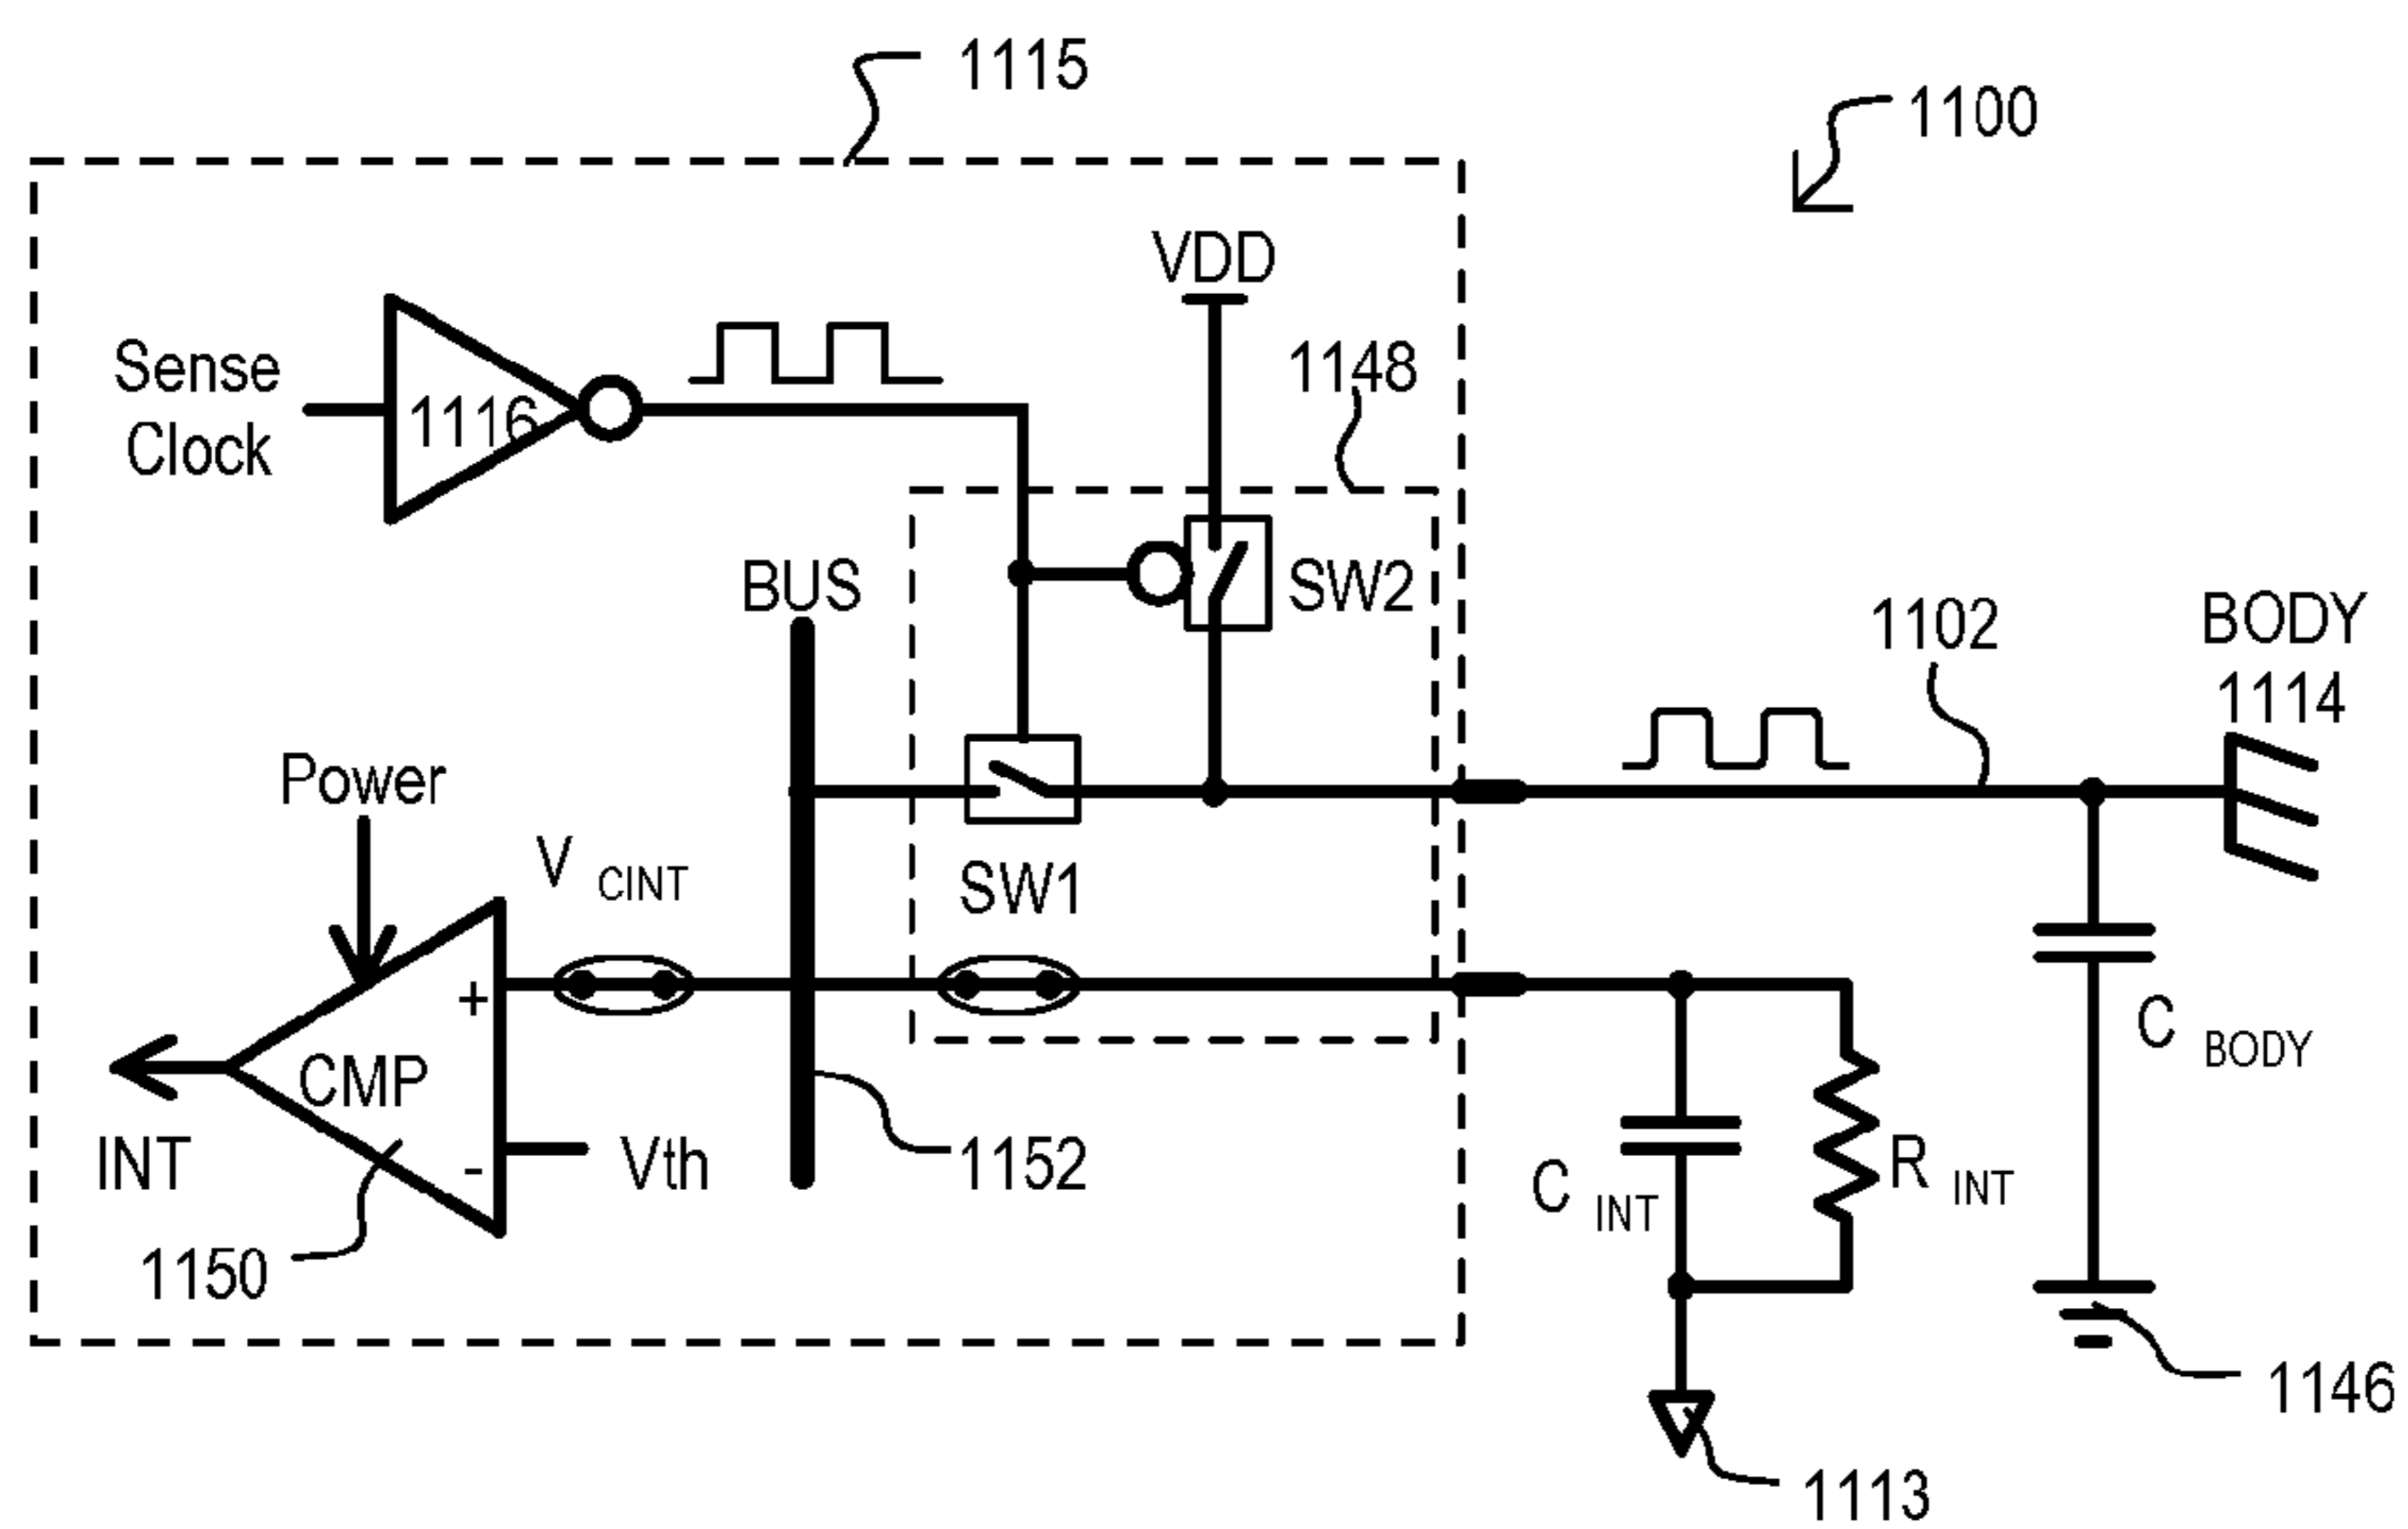 1115
1100
VDD
1148
Sense
Clock
1116
BUS
SW2
1102
BODY
1114
Power
V CINT
SW1
+
CMP
-
Vth
INT
1152
1150
C BODY
C INT
R INT
1146
1113